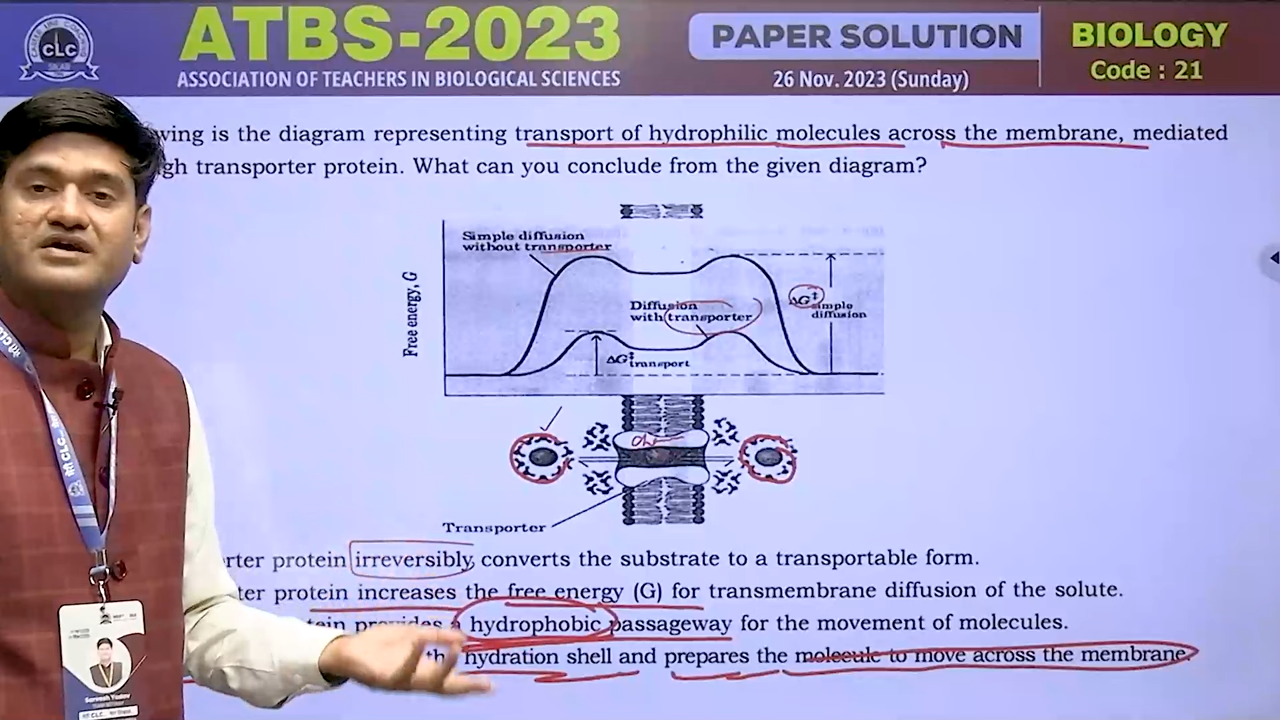 ATBS-2023
ASSOCIATION OF TEACHERS IN BIOLOGICAL SCIENCES
PAPER SOLUTION
26 Nov. 2023 (Sunday)
BIOLOGY
Code : 21
CLC
SIKAR
wing is the diagram representing transport of hydrophilic molecules across the membrane, mediated
gh transporter protein. What can you conclude from the given diagram?
Simple diffusion
without transporter
Free energy, G
Diffusion
with transporter
ΔG‡
simple
diffusion
ΔG‡transport
Transporter
rter protein irreversibly converts the substrate to a transportable form.
ter protein increases the free energy (G) for transmembrane diffusion of the solute.
tein provides a hydrophobic passageway for the movement of molecules.
th hydration shell and prepares the molecule to move across the membrane.
CLC
Suresh Yadav